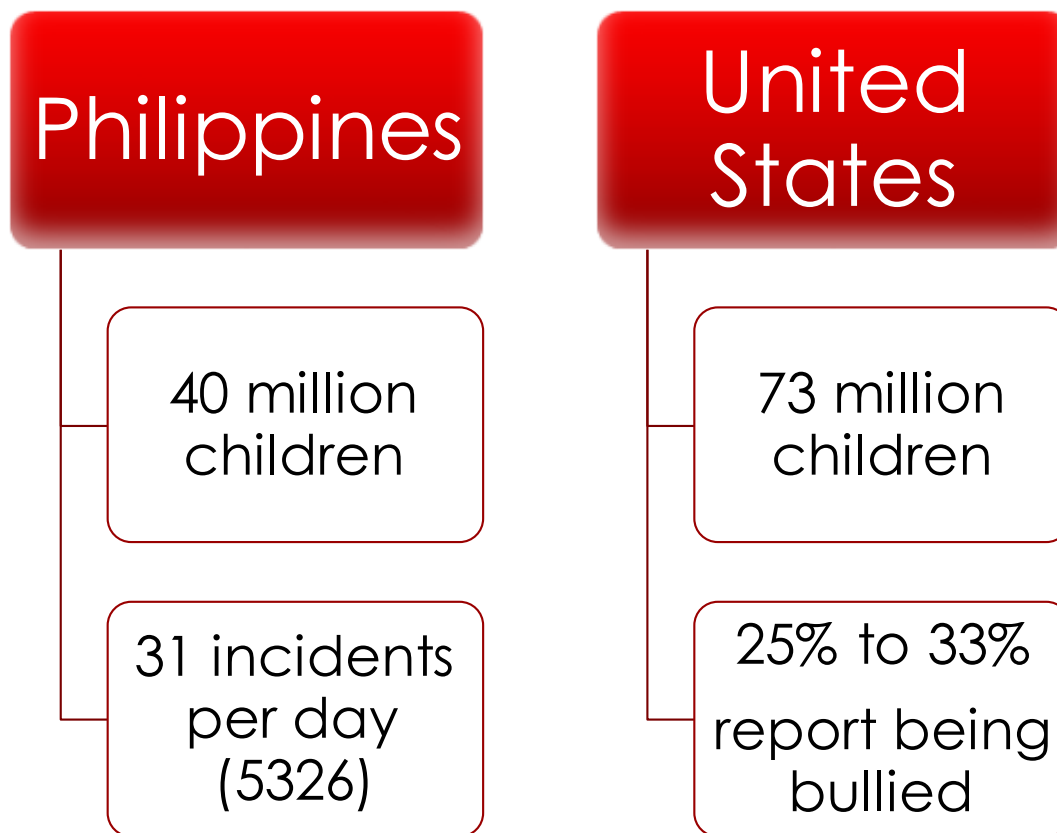 Philippines
40 million
children
31 incidents
per day
(5326)
United
States
73 million
children
25% to 33%
report being
bullied